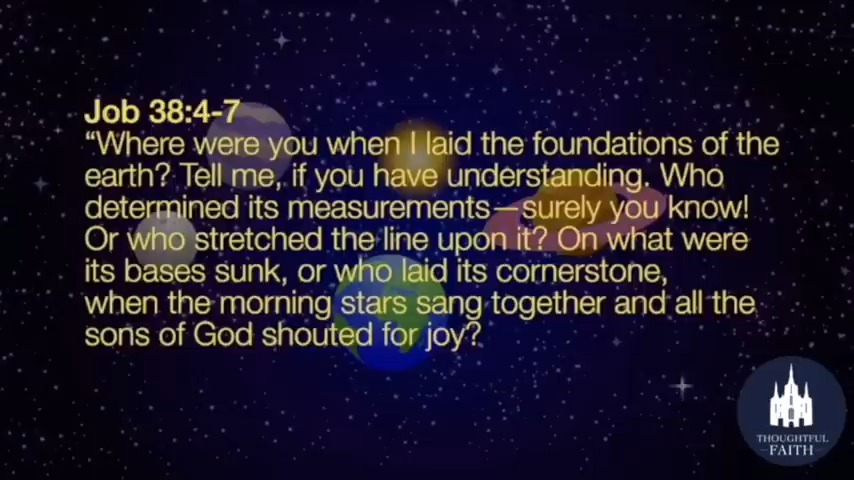 Job 38:4-7
“Where were you when I laid the foundations of the
earth? Tell me, if you have understanding. Who
determined its measurements—surely you know!
Or who stretched the line upon it? On what were
its bases sunk, or who laid its cornerstone,
when the morning stars sang together and all the
sons of God shouted for joy?
THOUGHTFUL
FAITH